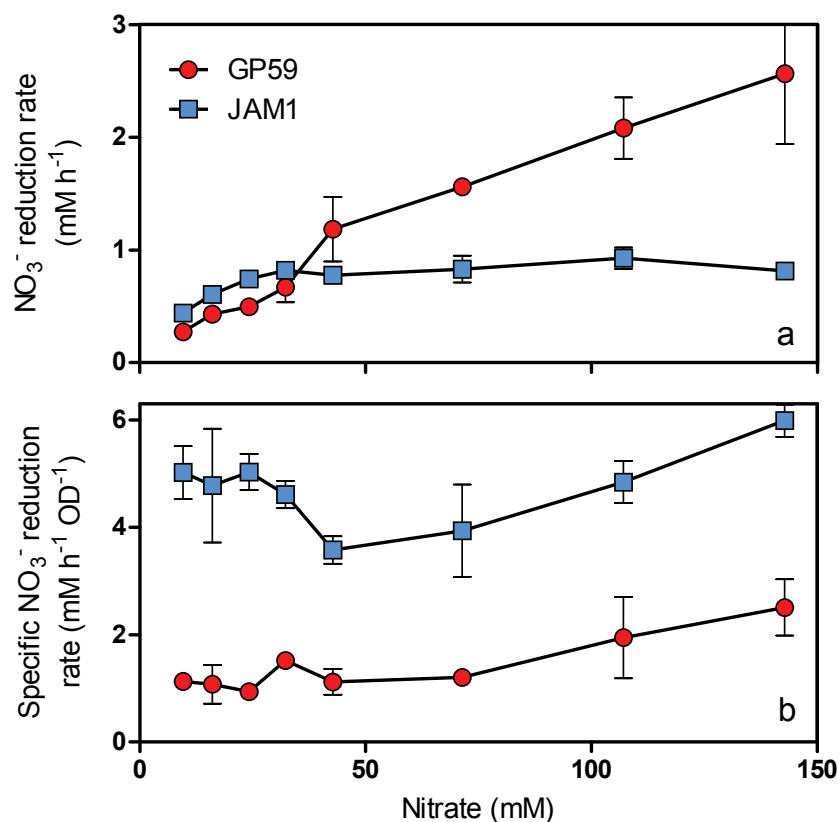 3
2
1
0
NO₃⁻ reduction rate
(mM h⁻¹)
GP59
JAM1
a
6
4
2
0
Specific NO₃⁻ reduction
rate (mM h⁻¹ OD⁻¹)
b
0 50 100 150
Nitrate (mM)